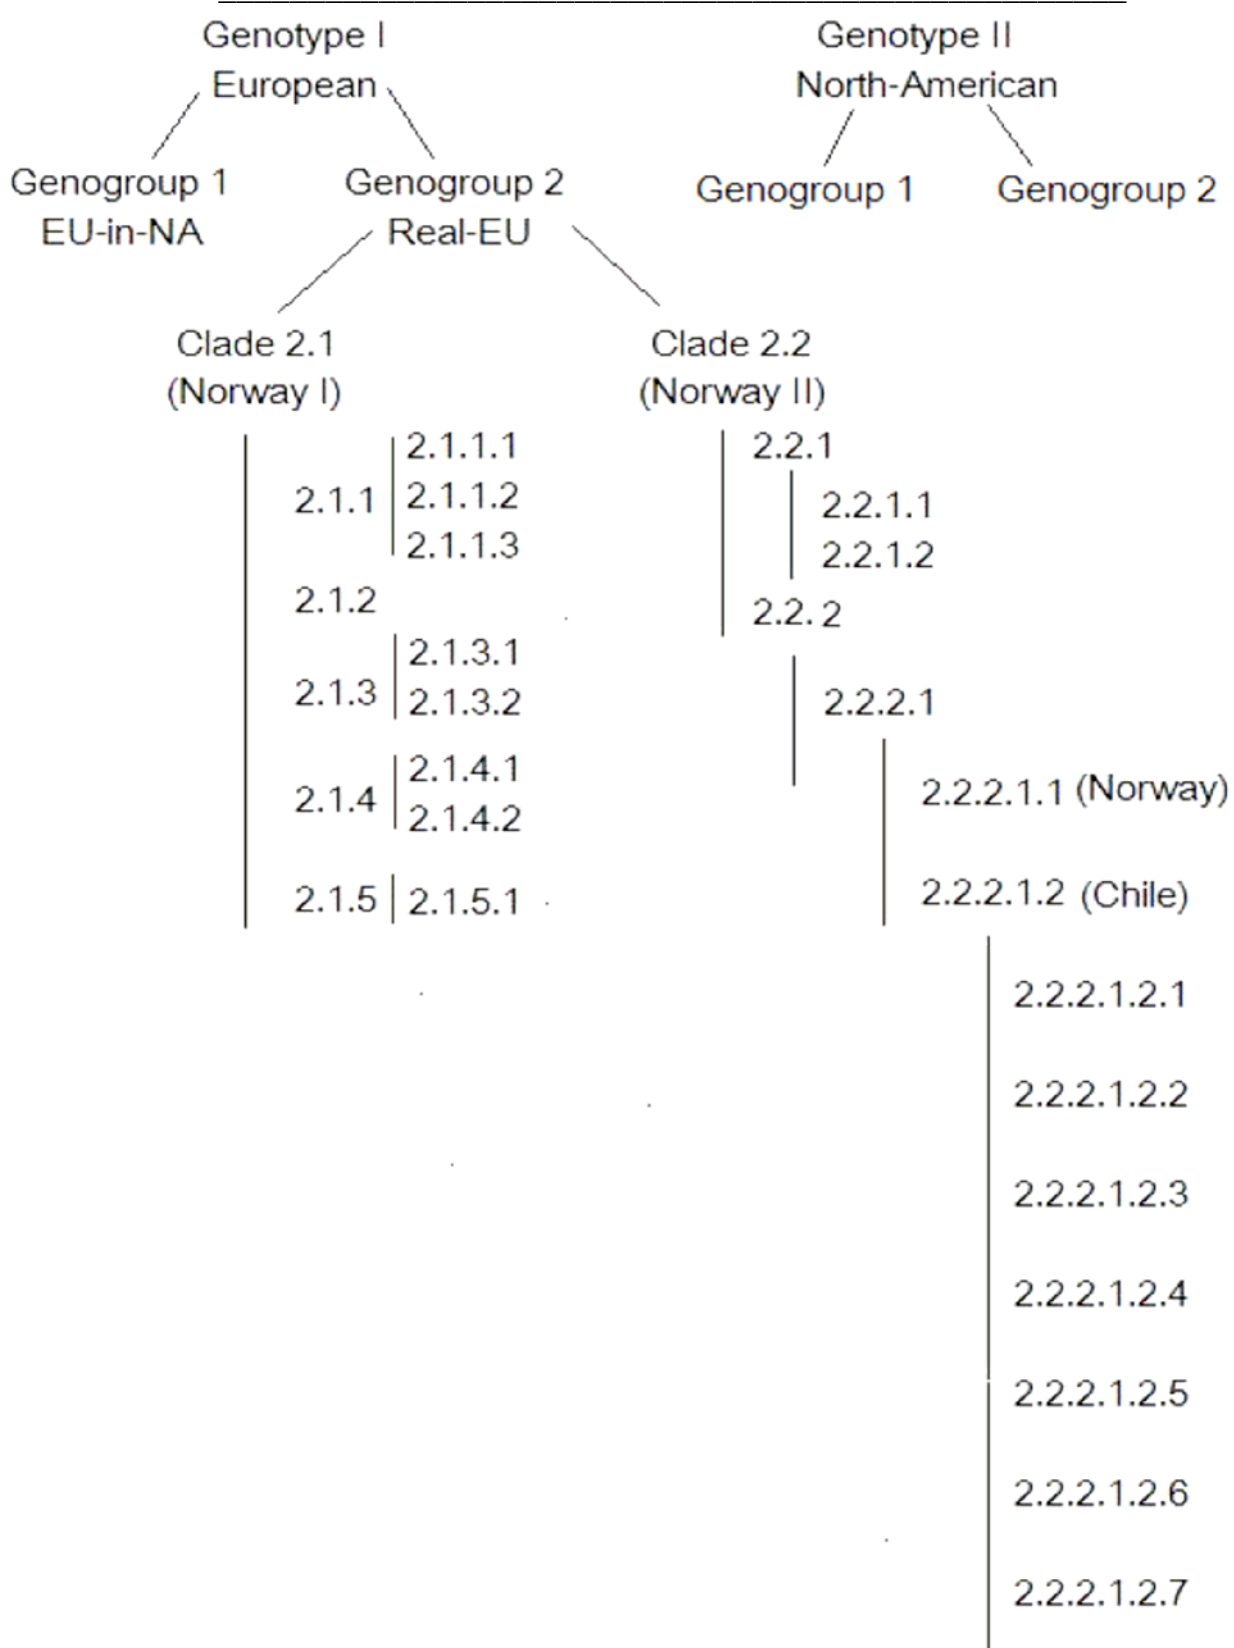 Genotype I
European
Genotype II
North-American
Genogroup 1
EU-in-NA
Genogroup 2
Real-EU
Genogroup 1
Genogroup 2
Clade 2.1
(Norway I)
2.1.1
2.1.1.1
2.1.1.2
2.1.1.3
2.1.2
2.1.3
2.1.3.1
2.1.3.2
2.1.4
2.1.4.1
2.1.4.2
2.1.5
2.1.5.1
Clade 2.2
(Norway II)
2.2.1
2.2.1.1
2.2.1.2
2.2.2
2.2.2.1
2.2.2.1.1 (Norway)
2.2.2.1.2 (Chile)
2.2.2.1.2.1
2.2.2.1.2.2
2.2.2.1.2.3
2.2.2.1.2.4
2.2.2.1.2.5
2.2.2.1.2.6
2.2.2.1.2.7